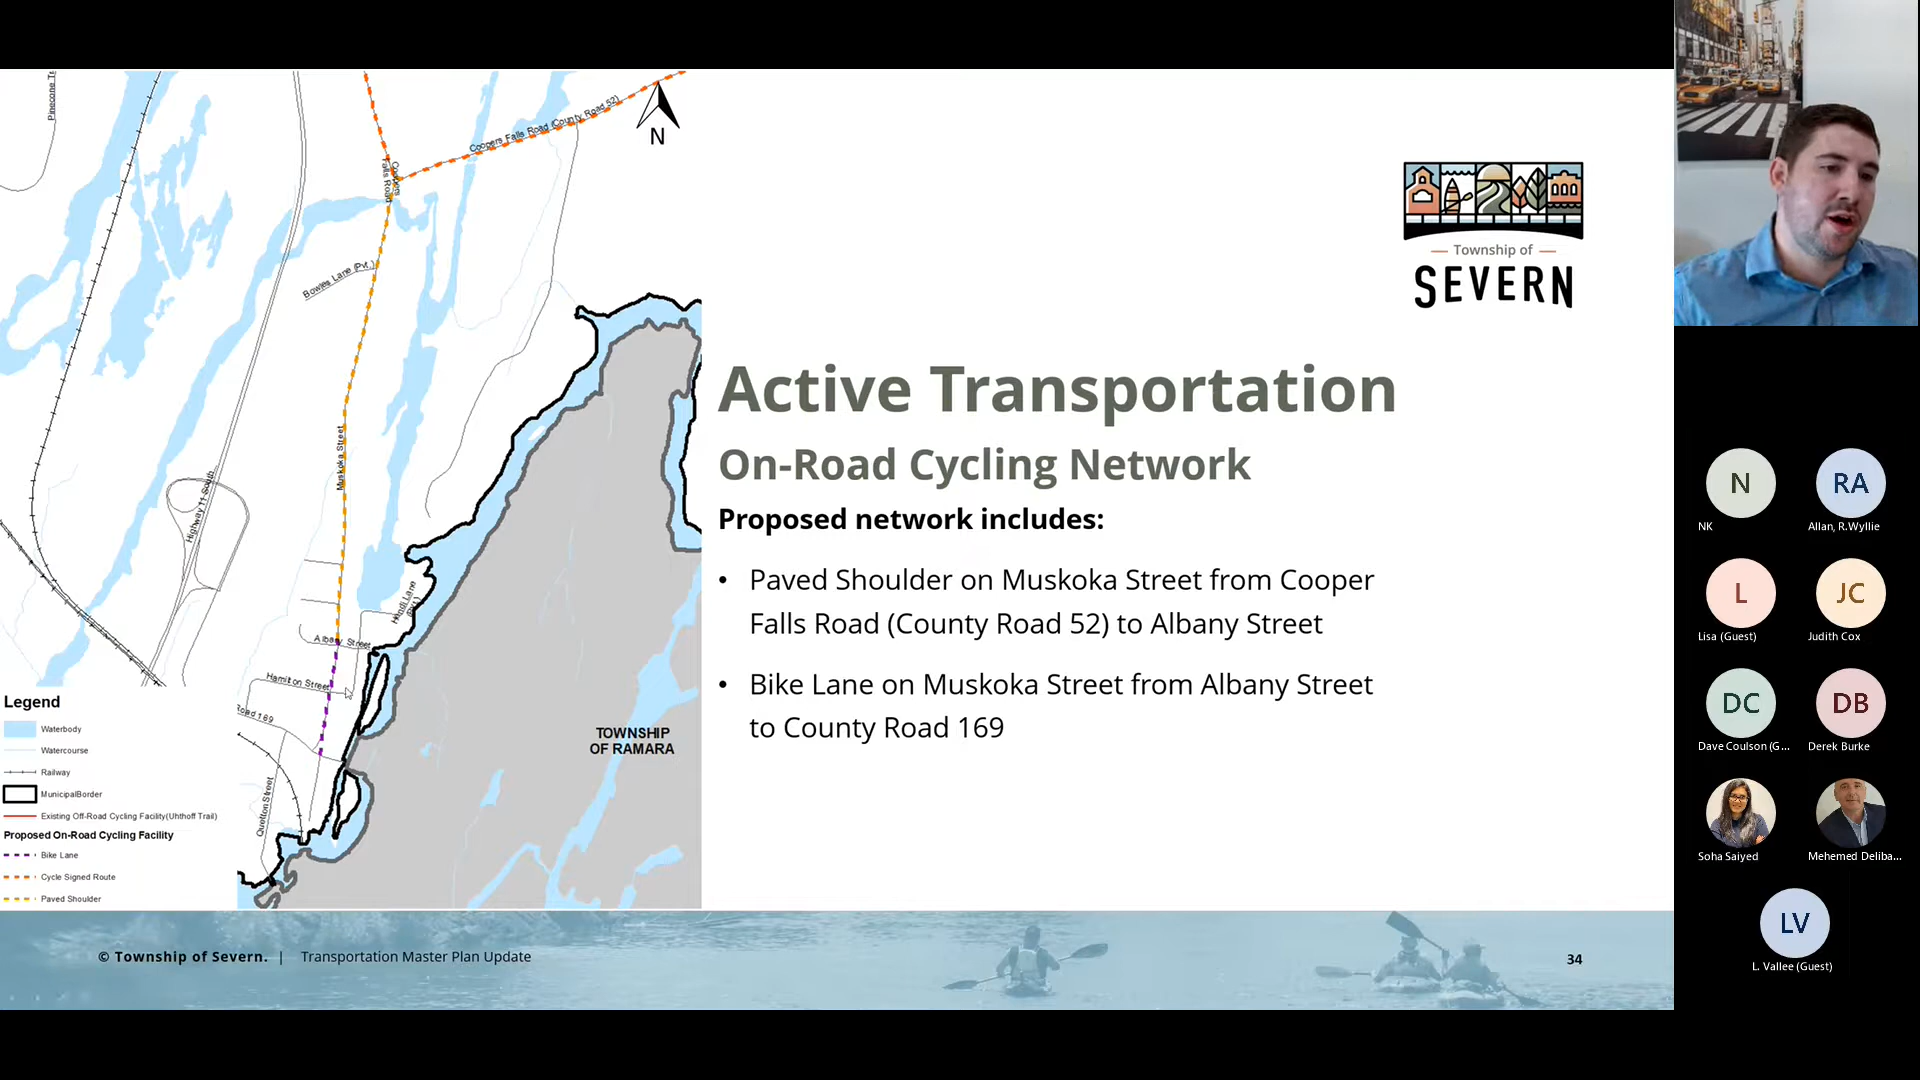 Pinecone Tr
Coopers Falls Road (County Road 52)
N
Coopers
Falls Road
Bowles Lane (Pvt.)
Muskoka Street
Highway 11 South
Albany Street
Hamilton Street
Road 169
Quetton Street
TOWNSHIP
OF RAMARA
Legend
Waterbody
Watercourse
Railway
MunicipalBorder
Existing Off-Road Cycling Facility(Uhthoff Trail)
Proposed On-Road Cycling Facility
Bike Lane
Cycle Signed Route
Paved Shoulder
Township of
SEVERN
Active Transportation
On-Road Cycling Network
Proposed network includes:
• Paved Shoulder on Muskoka Street from Cooper
Falls Road (County Road 52) to Albany Street
• Bike Lane on Muskoka Street from Albany Street
to County Road 169
© Township of Severn. | Transportation Master Plan Update
34
N
NK
RA
Allan, R.Wyllie
L
Lisa (Guest)
JC
Judith Cox
DC
Dave Coulson (G...
DB
Derek Burke
Soha Saiyed
Mehemed Deliba...
LV
L. Vallee (Guest)